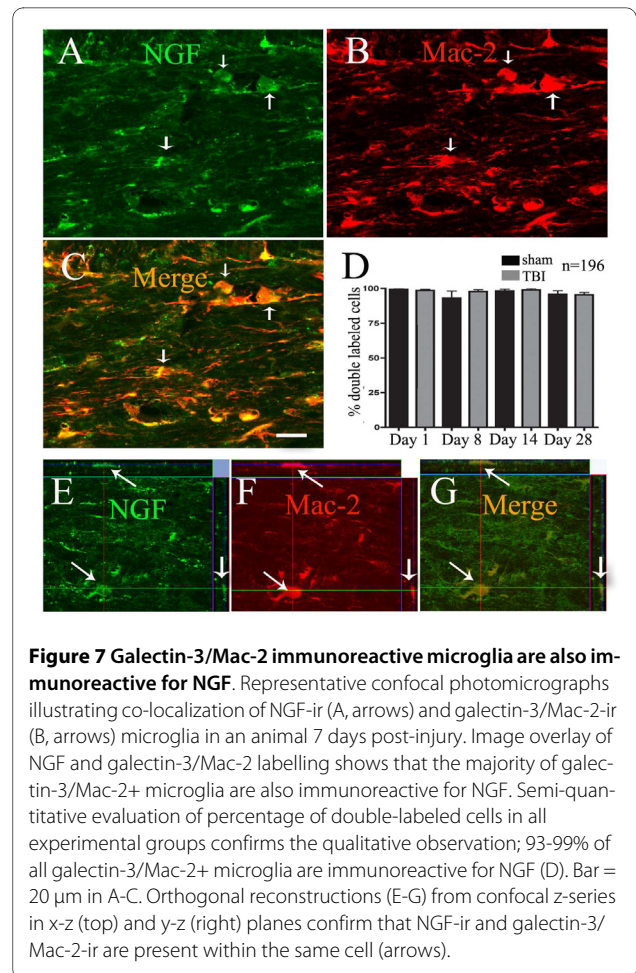 A NGF
B Mac-2
C Merge
D
sham
TBI
n=196
% double labeled cells
100
75
50
25
0
Day 1 Day 8 Day 14 Day 28
E NGF
F Mac-2
G Merge
Figure 7 Galectin-3/Mac-2 immunoreactive microglia are also im-
munoreactive for NGF. Representative confocal photomicrographs
illustrating co-localization of NGF-ir (A, arrows) and galectin-3/Mac-2-ir
(B, arrows) microglia in an animal 7 days post-injury. Image overlay of
NGF and galectin-3/Mac-2 labelling shows that the majority of galec-
tin-3/Mac-2+ microglia are also immunoreactive for NGF. Semi-quan-
titative evaluation of percentage of double-labeled cells in all
experimental groups confirms the qualitative observation; 93-99% of
all galectin-3/Mac-2+ microglia are immunoreactive for NGF (D). Bar =
20 μm in A-C. Orthogonal reconstructions (E-G) from confocal z-series
in x-z (top) and y-z (right) planes confirm that NGF-ir and galectin-3/
Mac-2-ir are present within the same cell (arrows).